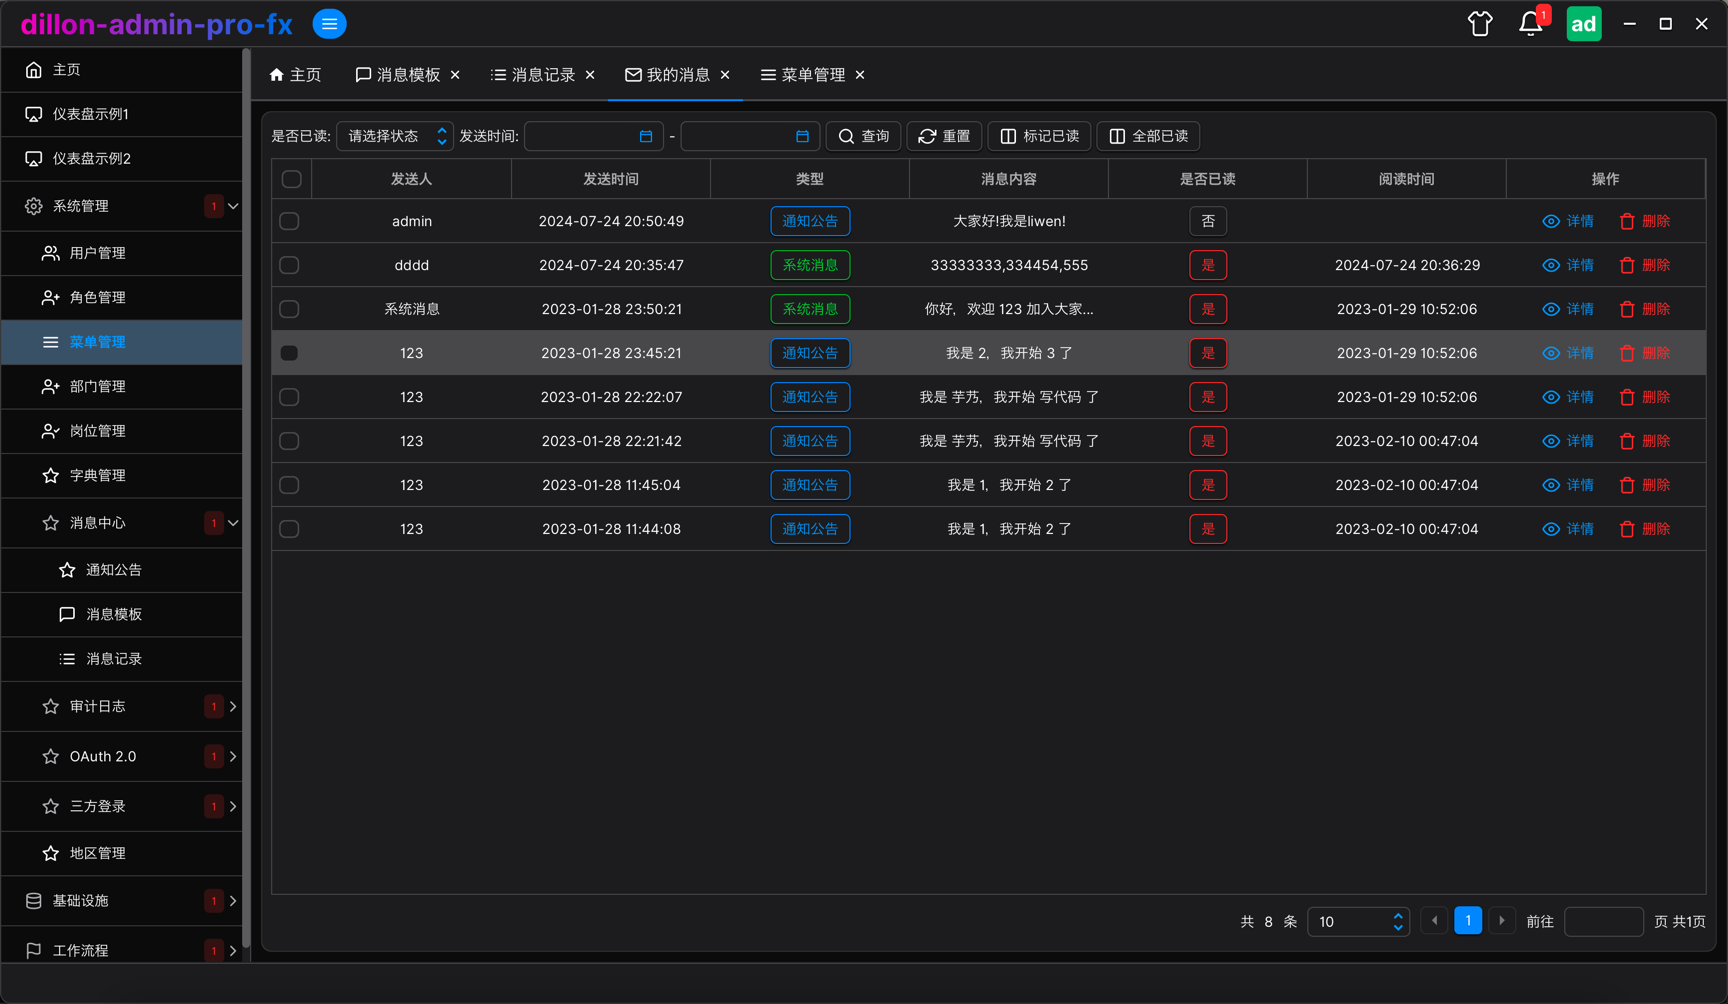 dillon-admin-pro-fx
1
ad
主页
仪表盘示例1
仪表盘示例2
系统管理 1
用户管理
角色管理
菜单管理
部门管理
岗位管理
字典管理
消息中心 1
通知公告
消息模板
消息记录
审计日志 1
OAuth 2.0 1
三方登录 1
地区管理
基础设施 1
工作流程 1
主页 消息模板 消息记录 我的消息 菜单管理
是否已读: 请选择状态 发送时间: - 查询 重置 标记已读 全部已读
发送人 发送时间 类型 消息内容 是否已读 阅读时间 操作
admin 2024-07-24 20:50:49 通知公告 大家好!我是liwen! 否 详情 删除
dddd 2024-07-24 20:35:47 系统消息 33333333,334454,555 是 2024-07-24 20:36:29 详情 删除
系统消息 2023-01-28 23:50:21 系统消息 你好，欢迎 123 加入大家... 是 2023-01-29 10:52:06 详情 删除
123 2023-01-28 23:45:21 通知公告 我是 2，我开始 3 了 是 2023-01-29 10:52:06 详情 删除
123 2023-01-28 22:22:07 通知公告 我是 芋艿，我开始 写代码 了 是 2023-01-29 10:52:06 详情 删除
123 2023-01-28 22:21:42 通知公告 我是 芋艿，我开始 写代码 了 是 2023-02-10 00:47:04 详情 删除
123 2023-01-28 11:45:04 通知公告 我是 1，我开始 2 了 是 2023-02-10 00:47:04 详情 删除
123 2023-01-28 11:44:08 通知公告 我是 1，我开始 2 了 是 2023-02-10 00:47:04 详情 删除
共 8 条 10 1 前往 页 共1页